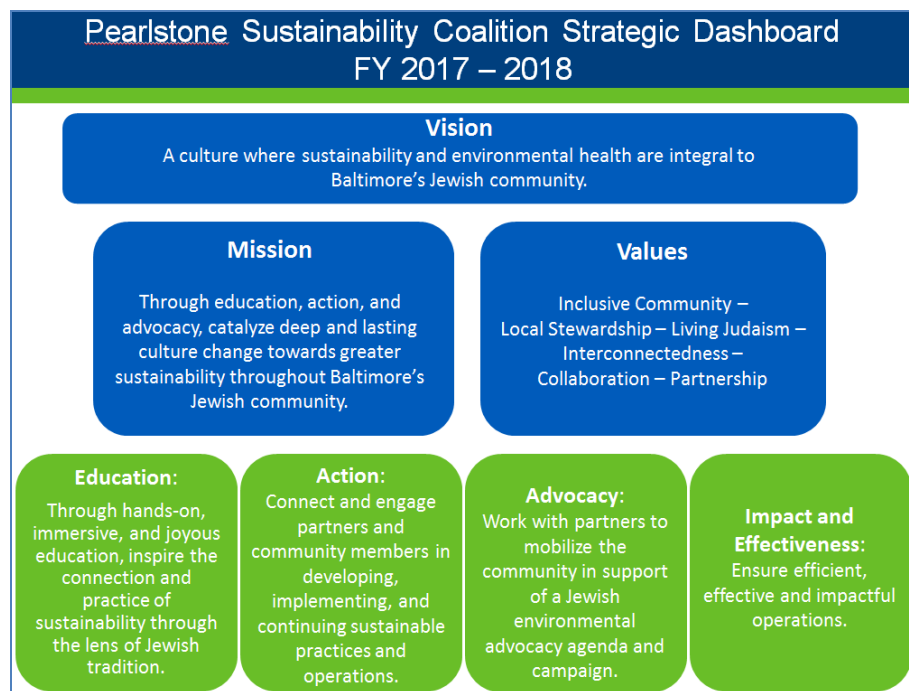 Pearlstone Sustainability Coalition Strategic Dashboard
FY 2017 – 2018
Vision
A culture where sustainability and environmental health are integral to
Baltimore's Jewish community.
Mission
Through education, action, and
advocacy, catalyze deep and lasting
culture change towards greater
sustainability throughout Baltimore's
Jewish community.
Values
Inclusive Community –
Local Stewardship – Living Judaism –
Interconnectedness –
Collaboration – Partnership
Education:
Through hands-on,
immersive, and joyous
education, inspire the
connection and
practice of
sustainability through
the lens of Jewish
tradition.
Action:
Connect and engage
partners and
community members in
developing,
implementing, and
continuing sustainable
practices and
operations.
Advocacy:
Work with partners to
mobilize the
community in support
of a Jewish
environmental
advocacy agenda and
campaign.
Impact and
Effectiveness:
Ensure efficient,
effective and impactful
operations.